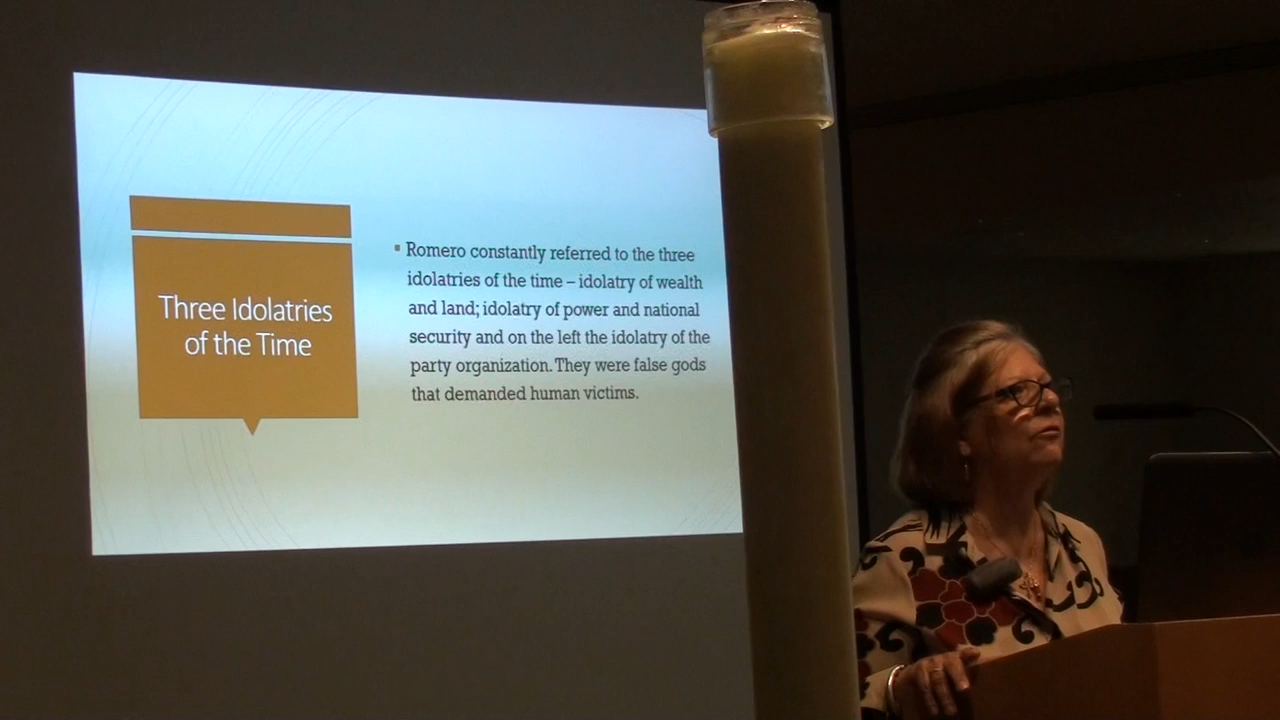 Three Idolatries
of the Time
▪ Romero constantly referred to the three
idolatries of the time – idolatry of wealth
and land; idolatry of power and national
security and on the left the idolatry of the
party organization. They were false gods
that demanded human victims.